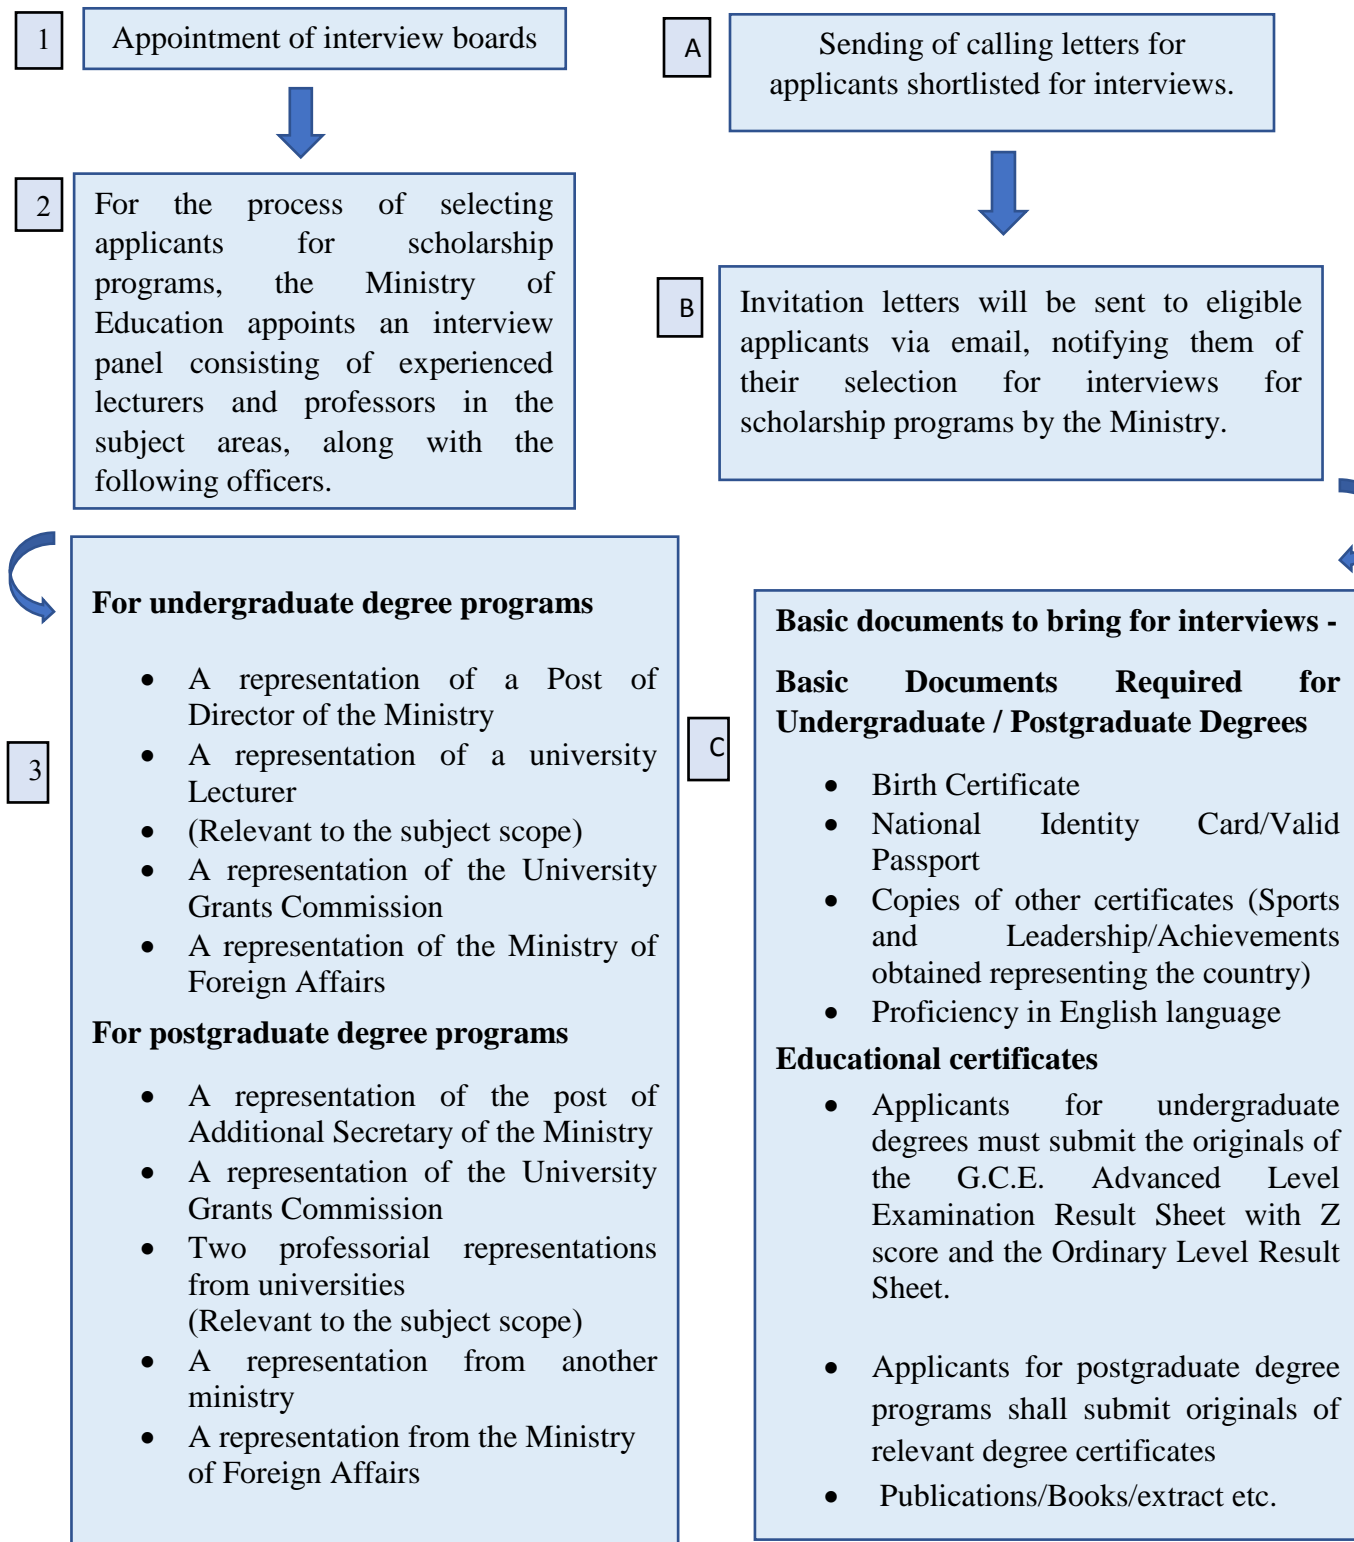 1
Appointment of interview boards
2
For the process of selecting
applicants for scholarship
programs, the Ministry of
Education appoints an interview
panel consisting of experienced
lecturers and professors in the
subject areas, along with the
following officers.
3
For undergraduate degree programs
• A representation of a Post of
Director of the Ministry
• A representation of a university
Lecturer
• (Relevant to the subject scope)
• A representation of the University
Grants Commission
• A representation of the Ministry of
Foreign Affairs
For postgraduate degree programs
• A representation of the post of
Additional Secretary of the Ministry
• A representation of the University
Grants Commission
• Two professorial representations
from universities
(Relevant to the subject scope)
• A representation from another
ministry
• A representation from the Ministry
of Foreign Affairs
A
Sending of calling letters for
applicants shortlisted for interviews.
B
Invitation letters will be sent to eligible
applicants via email, notifying them of
their selection for interviews for
scholarship programs by the Ministry.
C
Basic documents to bring for interviews -
Basic Documents Required for
Undergraduate / Postgraduate Degrees
• Birth Certificate
• National Identity Card/Valid
Passport
• Copies of other certificates (Sports
and Leadership/Achievements
obtained representing the country)
• Proficiency in English language
Educational certificates
• Applicants for undergraduate
degrees must submit the originals of
the G.C.E. Advanced Level
Examination Result Sheet with Z
score and the Ordinary Level Result
Sheet.
• Applicants for postgraduate degree
programs shall submit originals of
relevant degree certificates
• Publications/Books/extract etc.